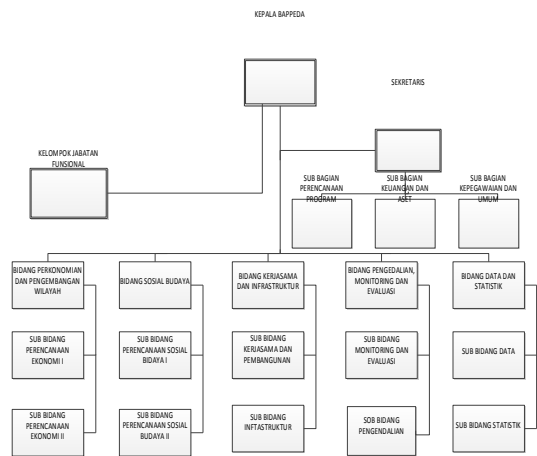 KEPALA BAPPEDA
SEKRETARIS
KELOMPOK JABATAN
FUNSIONAL
SUB BAGIAN
PERENCANAAN
PROGRAM
SUB BAGIAN
KEUANGAN DAN
ASET
SUB BAGIAN
KEPEGAWAIAN DAN
UMUM
BIDANG PERKONOMIAN
DAN PENGEMBANGAN
WILAYAH
BIDANG SOSIAL BUDAYA
BIDANG KERJASAMA
DAN INFRASTRUKTUR
BIDANG PENGEDALIAN,
MONITORING DAN
EVALUASI
BIDANG DATA DAN
STATISTIK
SUB BIDANG
PERENCANAAN
EKONOMI I
SUB BIDANG
PERENCANAAN SOSIAL
BIDAYA I
SUB BIDANG
KERJASAMA DAN
PEMBANGUNAN
SUB BIDANG
MONITORING DAN
EVALUASI
SUB BIDANG DATA
SUB BIDANG
PERENCANAAN
EKONOMI II
SUB BIDANG
PERENCANAAN SOSIAL
BUDAYA II
SUB BIDANG
INFTASTRUKTUR
SOB BIDANG
PENGENDALIAN
SUB BIDANG STATISTIK